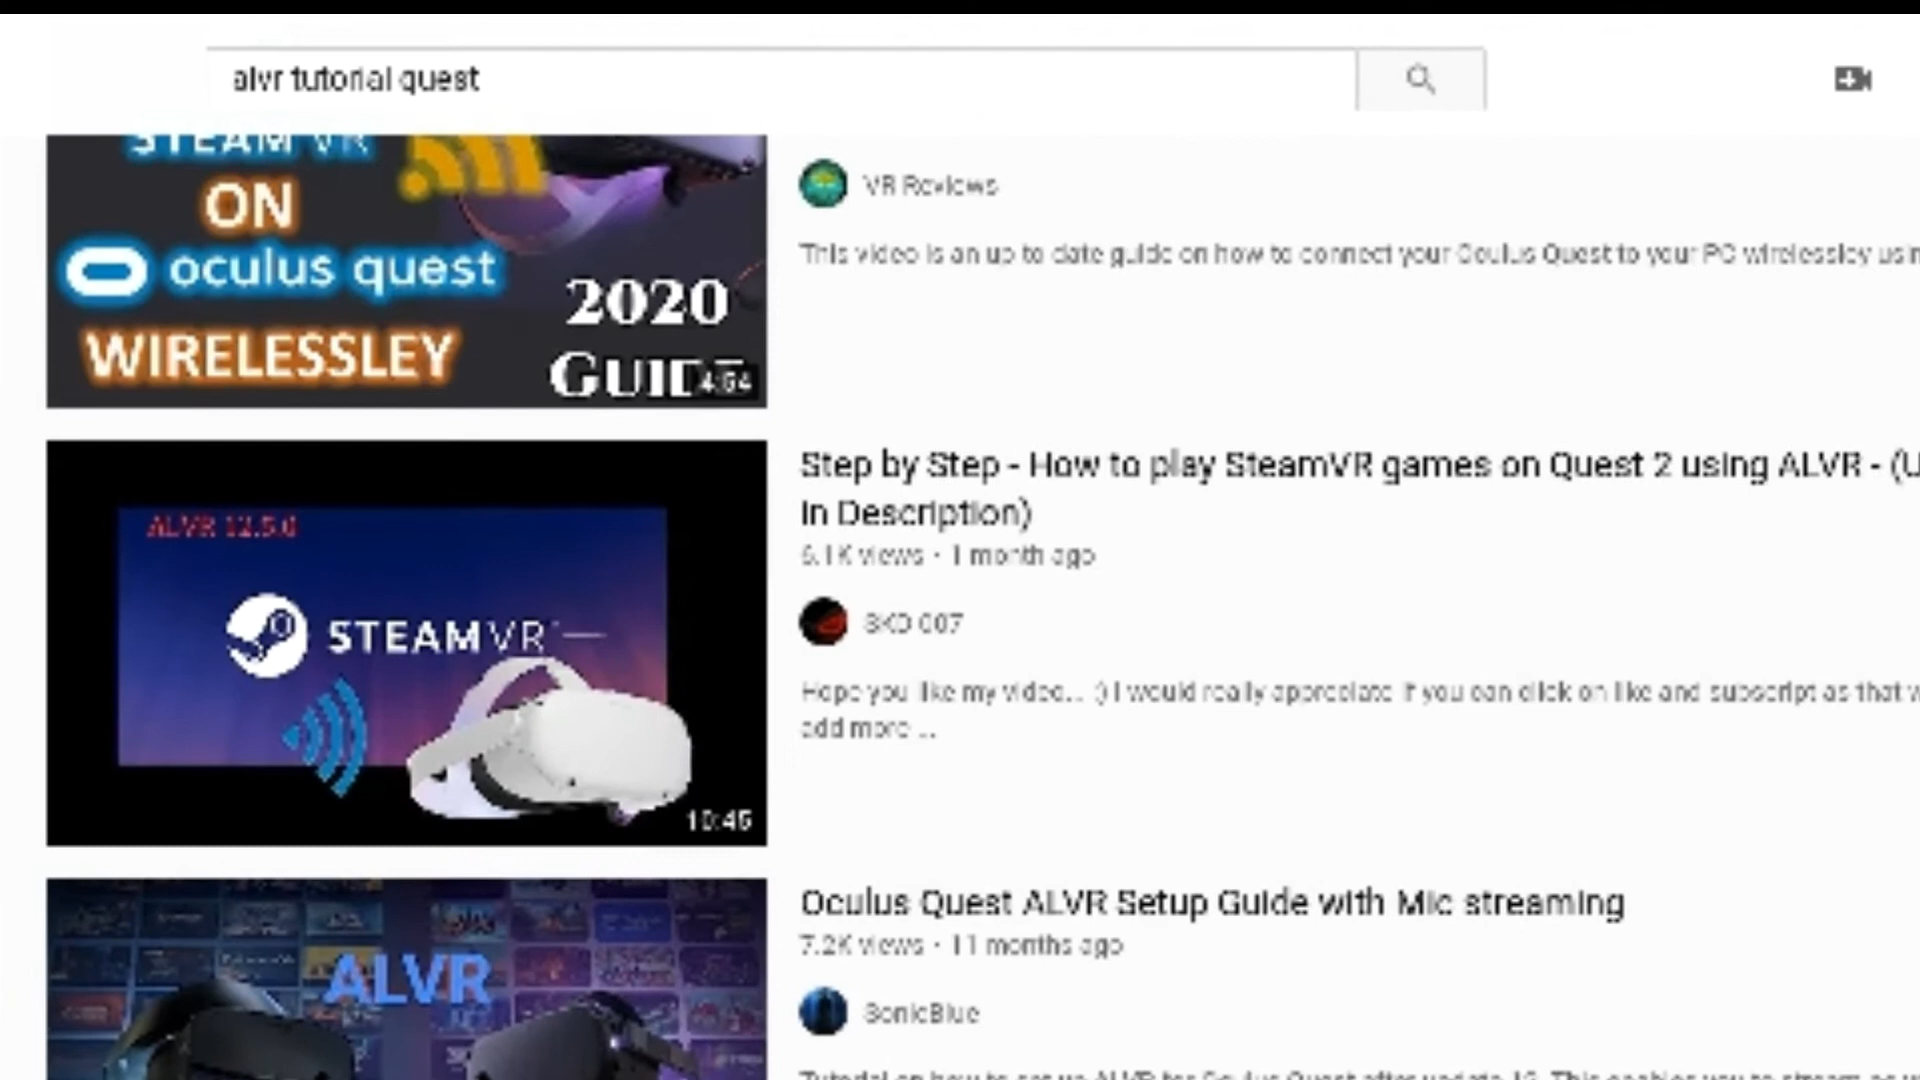 alvr tutorial quest
STEAM VR
ON
oculus quest
WIRELESSLEY
2020
GUIDE
4:54
VR Reviews
This video is an up to date guide on how to connect your Oculus Quest to your PC wirelessley usin
ALVR 12.5.0
STEAMVR
10:45
Step by Step - How to play SteamVR games on Quest 2 using ALVR - (U
In Description)
6.1K views • 1 month ago
SKD 007
Hope you like my video... :) I would really appreciate if you can click on like and subscript as that w
add more ...
ALVR
Oculus Quest ALVR Setup Guide with Mic streaming
7.2K views • 11 months ago
SonicBlue